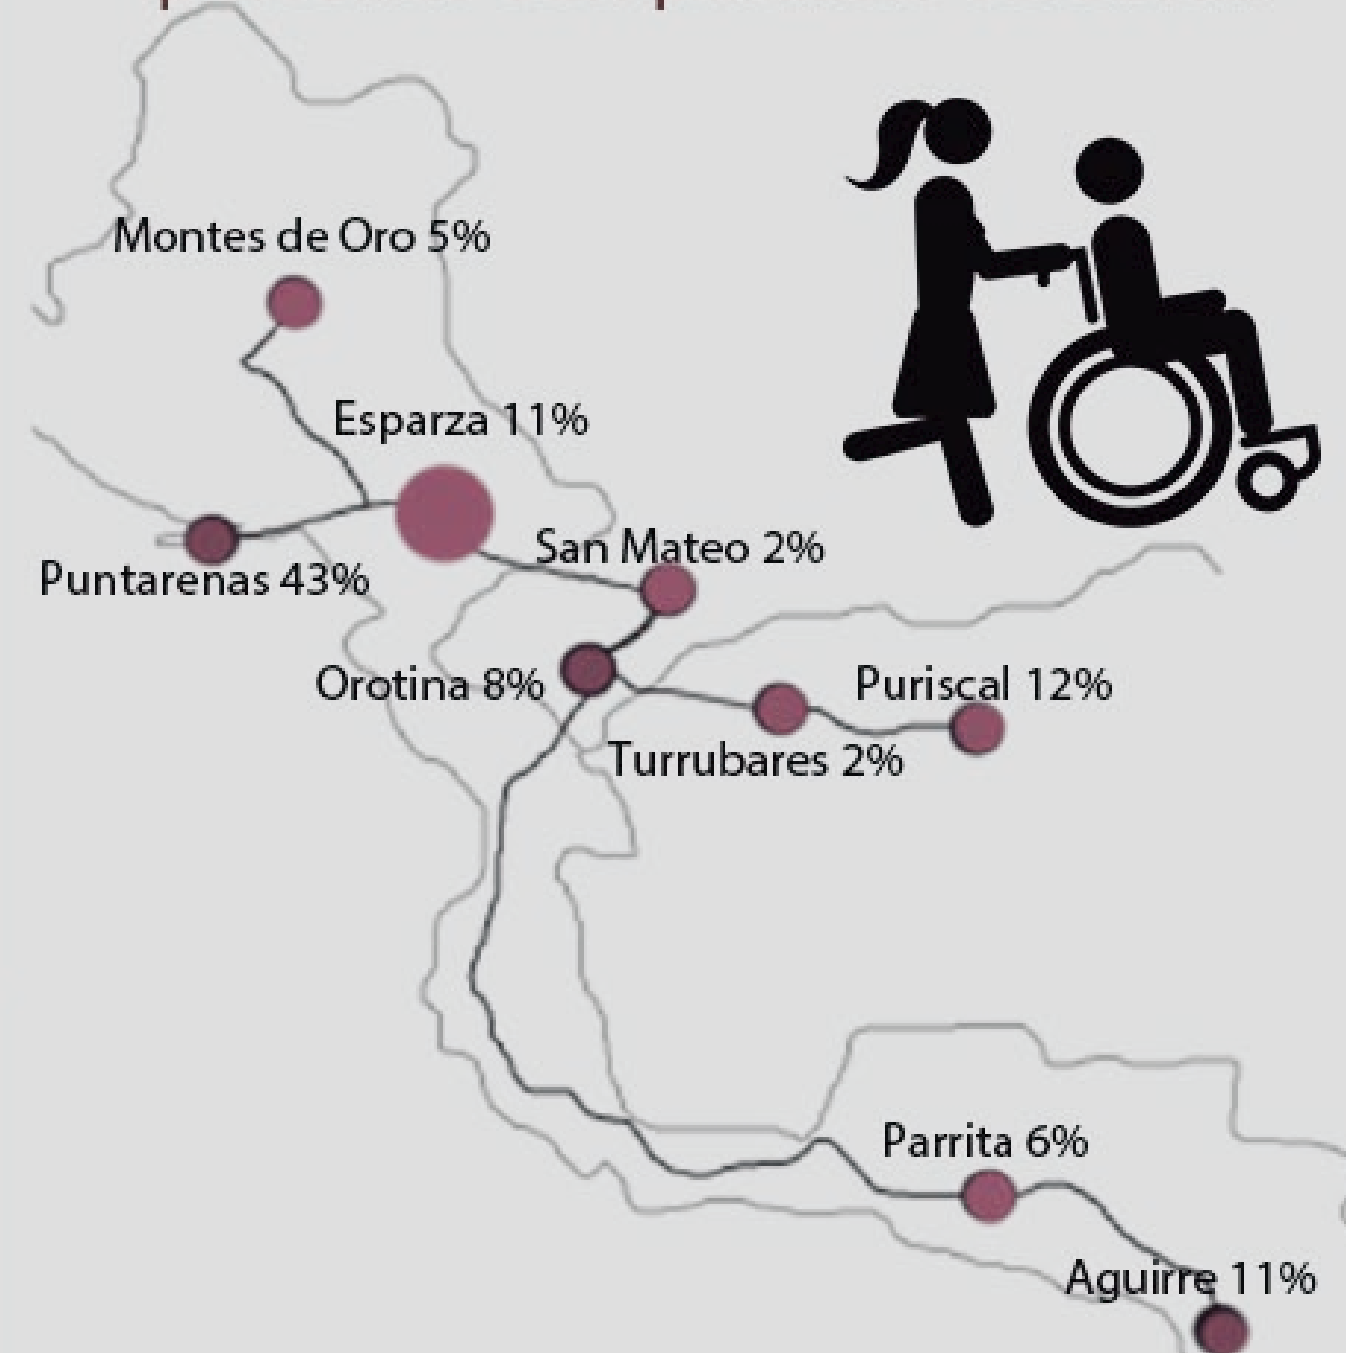 Montes de Oro 5%
Esparza 11%
San Mateo 2%
Puntarenas 43%
Orotina 8%
Puriscal 12%
Turrubares 2%
Parrita 6%
Aguirre 11%